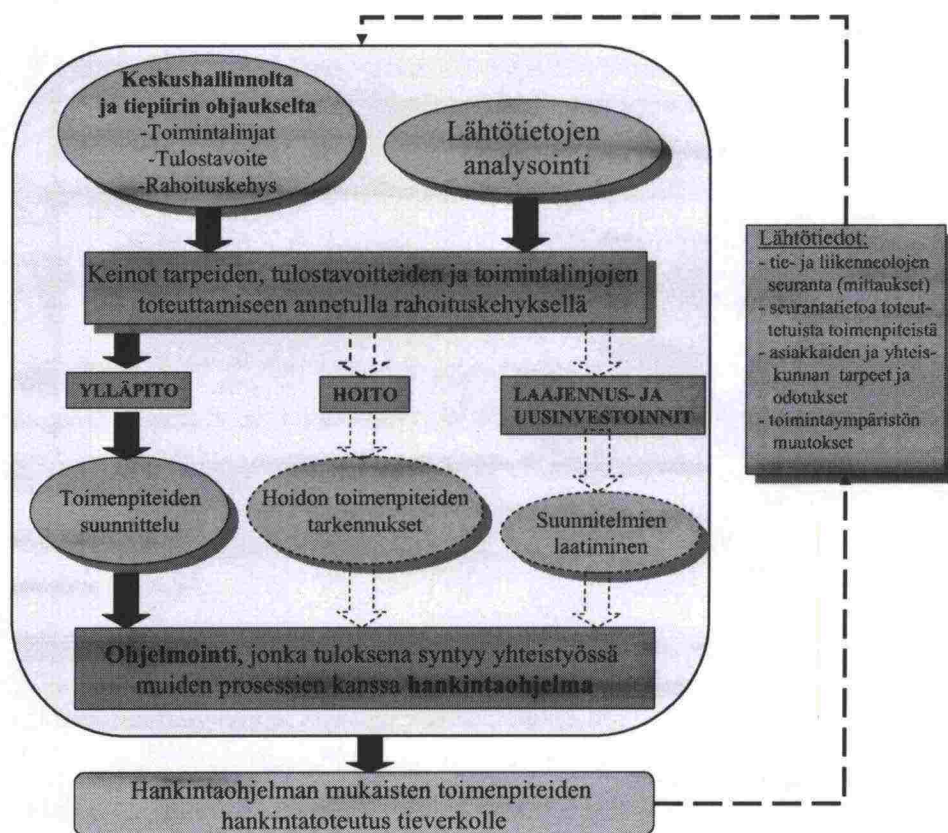 Keskushallinnolta
ja tiepiirin ohjaukselta
-Toimintalinjat
-Tulostavoite
-Rahoituskehys
Lähtötietojen
analysointi
Keinot tarpeiden, tulostavoitteiden ja toimintalinjojen
toteuttamiseen annetulla rahoituskehyksellä
YLLÄPITO
HOITO
LAAJENNUS- JA
UUSINVESTOINNIT
Toimenpiteiden
suunnittelu
Hoidon toimenpiteiden
tarkennukset
Suunnitelmien
laatiminen
Ohjelmointi, jonka tuloksena syntyy yhteistyössä
muiden prosessien kanssa hankintaohjelma
Hankintaohjelman mukaisten toimenpiteiden
hankintatoteutus tieverkolle
Lähtötiedot:
- tie- ja liikenneolojen
seuranta (mittaukset)
- seurantatietoa toteut-
tetuista toimenpiteistä
- asiakkaiden ja yhteis-
kunnan tarpeet ja
odotukset
- toimintaympäristön
muutokset